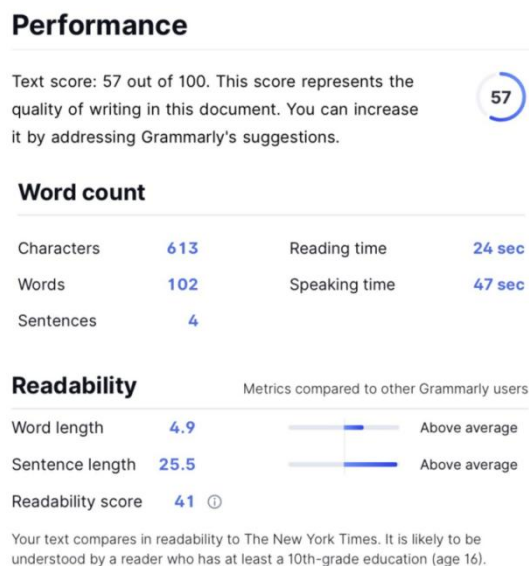 Performance
Text score: 57 out of 100. This score represents the
quality of writing in this document. You can increase
it by addressing Grammarly's suggestions.
57
Word count
Characters 613 Reading time 24 sec
Words 102 Speaking time 47 sec
Sentences 4
Readability Metrics compared to other Grammarly users
Word length 4.9 Above average
Sentence length 25.5 Above average
Readability score 41
Your text compares in readability to The New York Times. It is likely to be
understood by a reader who has at least a 10th-grade education (age 16).